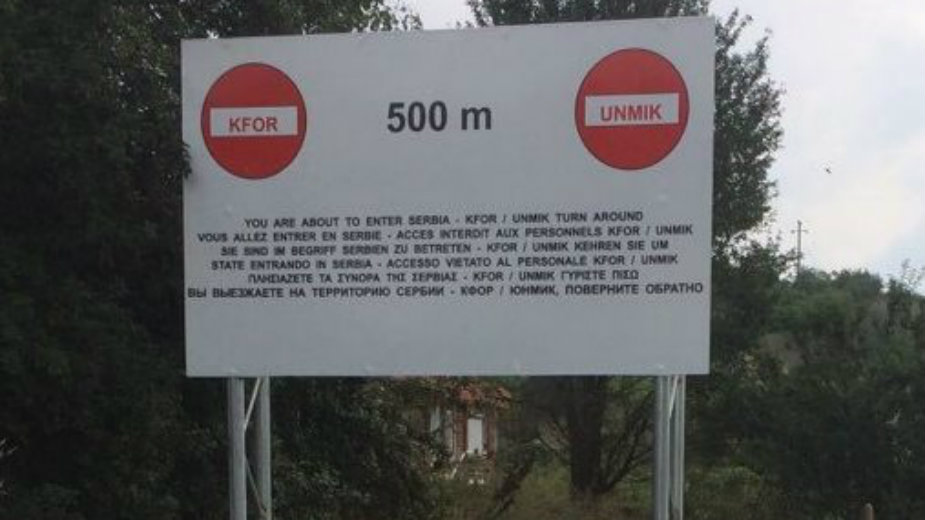 KFOR
500 m
UNMIK
YOU ARE ABOUT TO ENTER SERBIA - KFOR / UNMIK TURN AROUND
VOUS ALLEZ ENTRER EN SERBIE - ACCES INTERDIT AUX PERSONNELS KFOR / UNMIK
SIE SIND IM BEGRIFF SERBIEN ZU BETRETEN - KFOR / UNMIK KEHREN SIE UM
STATE ENTRANDO IN SERBIA - ACCESSO VIETATO AL PERSONALE KFOR / UNMIK
ΠΛΗΣΙΑΖΕΤΕ ΤΑ ΣΥΝΟΡΑ ΤΗΣ ΣΕΡΒΙΑΣ - KFOR / UNMIK ΓΥΡΙΣΤΕ ΠΙΣΩ
ВЫ ВЫЕЗЖАЕТЕ НА ТЕРРИТОРИЮ СЕРБИИ - КФОР / ЮНМИК, ПОВЕРНИТЕ ОБРАТНО